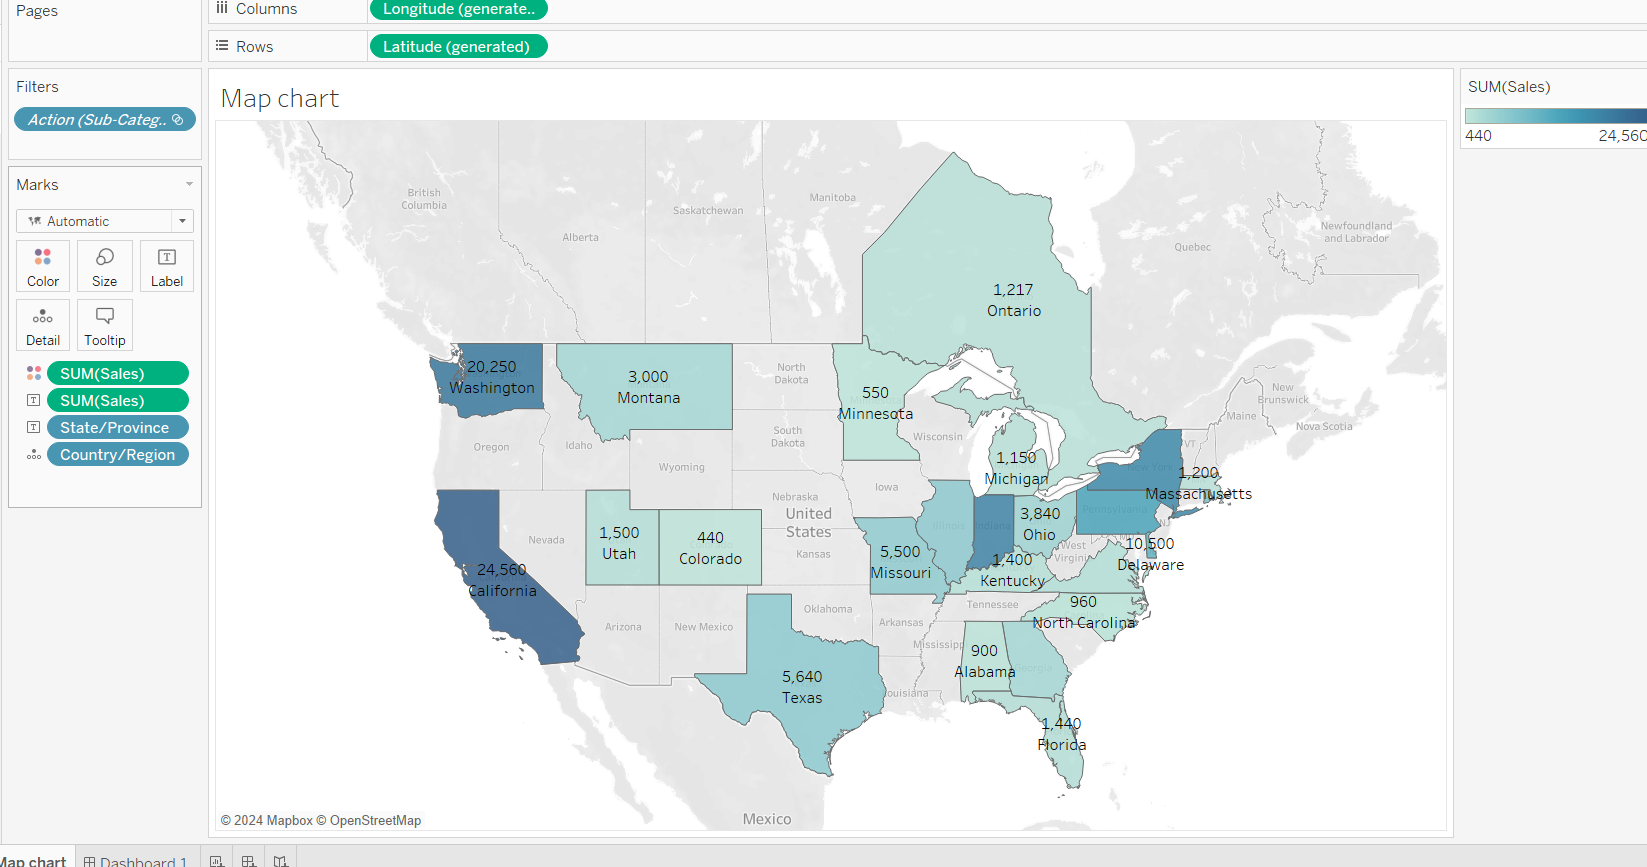 Pages
Columns
Longitude (generate..
Rows
Latitude (generated)
Filters
Action (Sub-Categ..
Marks
Automatic
Color
Size
Label
Detail
Tooltip
SUM(Sales)
SUM(Sales)
State/Province
Country/Region
Map chart
SUM(Sales)
440
24,560
British
Columbia
Alberta
Saskatchewan
Manitoba
Quebec
Newfoundland
and Labrador
1,217
Ontario
20,250
Washington
3,000
Montana
North
Dakota
550
Minnesota
New
Brunswick
Maine
Nova Scotia
Oregon
Idaho
South
Dakota
Wisconsin
VT
Wyoming
1,150
Michigan
New York
1,200
Massachusetts
Iowa
Nebraska
United
States
Nevada
1,500
Utah
440
Colorado
Kansas
5,500
Missouri
Illinois
Indiana
3,840
Ohio
Pennsylvania
NJ
West
Virginia
10,500
Delaware
1,400
Kentucky
24,560
California
Oklahoma
Tennessee
960
North Carolina
Arizona
New Mexico
Arkansas
Mississipp
900
Alabama
Georgia
5,640
Texas
ouisiana
1,440
Florida
Mexico
© 2024 Mapbox © OpenStreetMap
Map chart
Dashboard 1